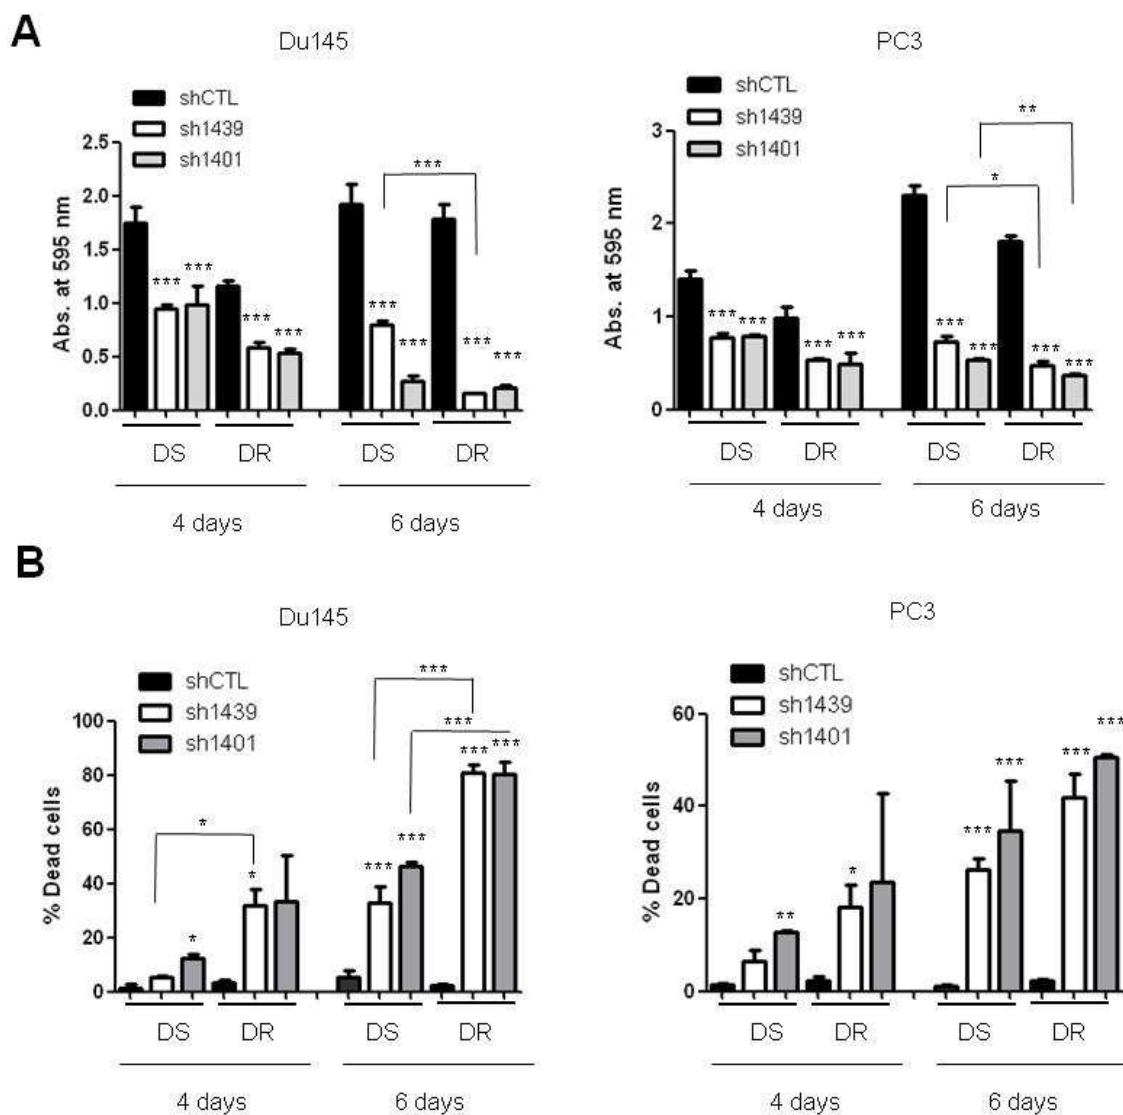 A
Du145
PC3
shCTL
sh1439
sh1401
shCTL
sh1439
sh1401
Abs. at 595 nm
2.5
2.0
1.5
1.0
0.5
0.0
*** *** *** *** *** *** *** *** ***
DS DR DS DR
4 days 6 days
Abs. at 595 nm
3
2
1
0
** * *** *** *** *** *** *** *** ***
DS DR DS DR
4 days 6 days
B
Du145
PC3
shCTL
sh1439
sh1401
shCTL
sh1439
sh1401
% Dead cells
100
80
60
40
20
0
* * * *** *** *** *** *** ***
DS DR DS DR
4 days 6 days
% Dead cells
60
40
20
0
** * *** *** *** ***
DS DR DS DR
4 days 6 days